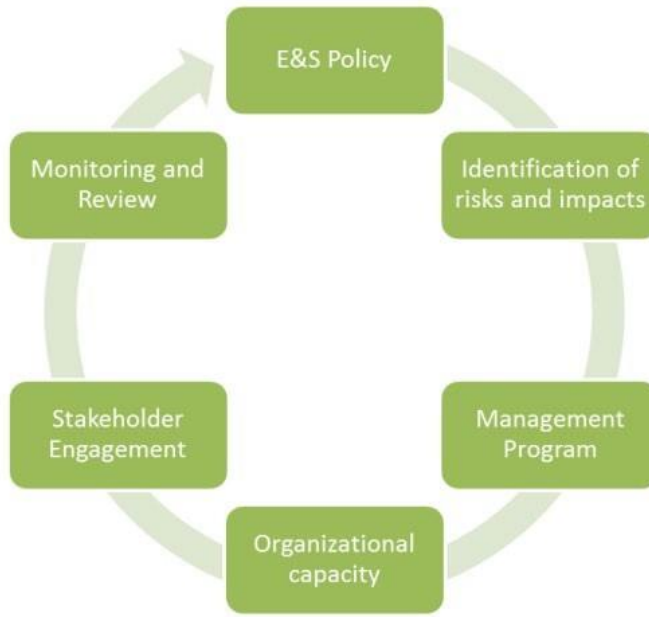 E&S Policy
Identification of
risks and impacts
Management
Program
Organizational
capacity
Stakeholder
Engagement
Monitoring and
Review